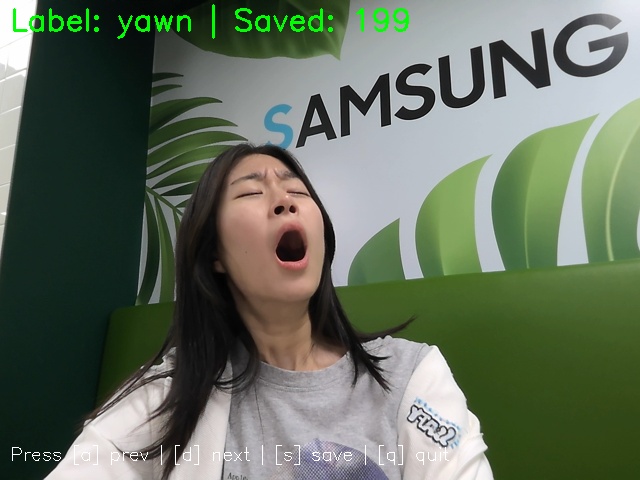 Label: yawn | Saved: 199
SAMSUNG
Press [a] prev | [d] next | [s] save | [q] quit